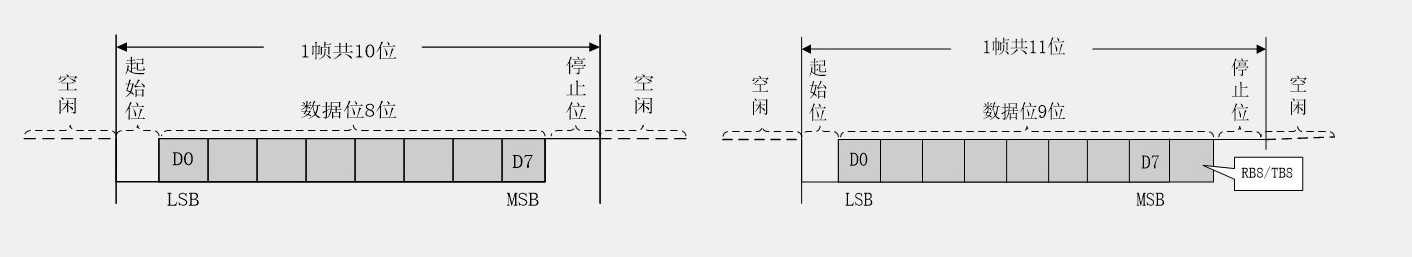 1帧共10位
空闲
起始位
数据位8位
停止位
空闲
D0
D7
LSB
MSB
1帧共11位
空闲
起始位
数据位9位
停止位
空闲
D0
D7
RB8/TB8
LSB
MSB